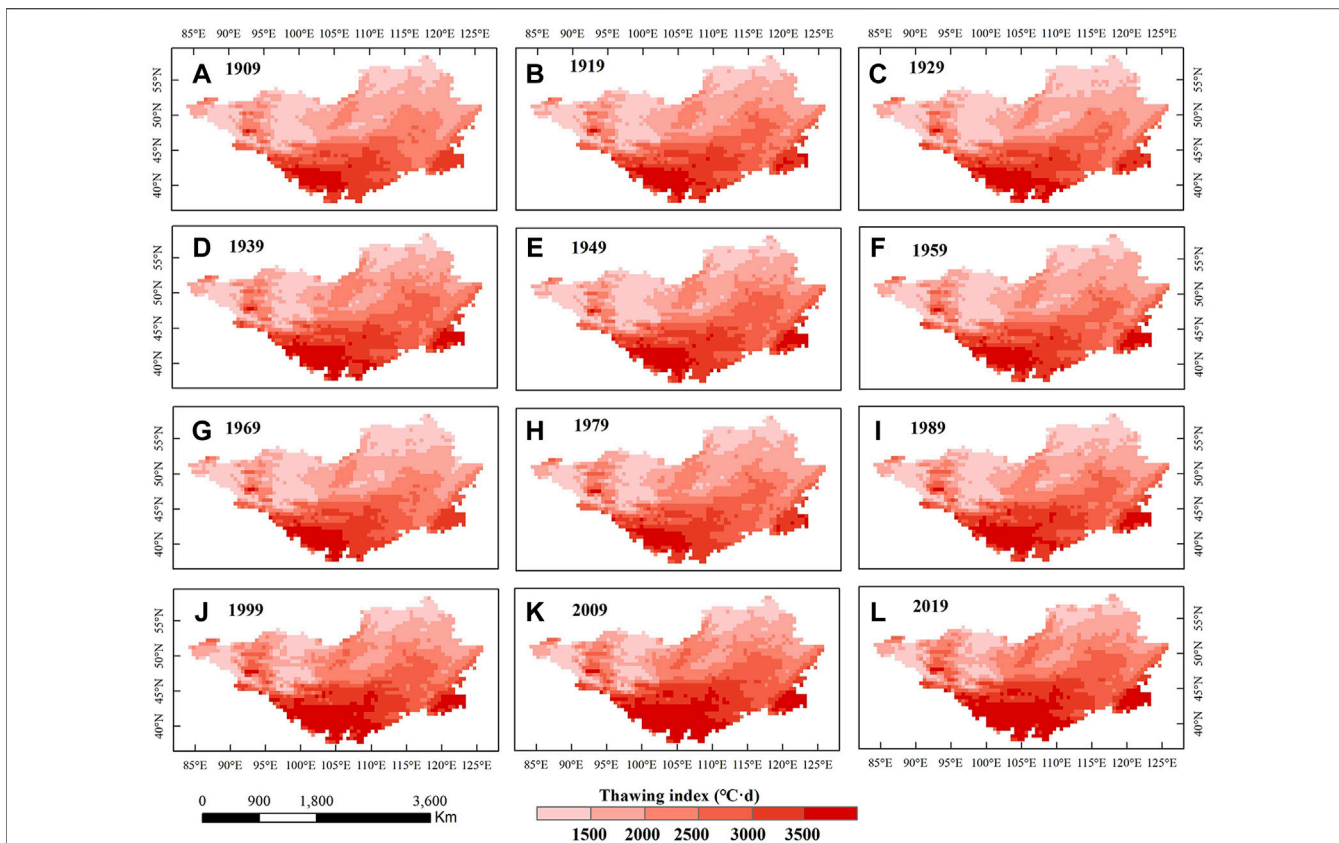 85°E 90°E 95°E 100°E 105°E 110°E 115°E 120°E 125°E 85°E 90°E 95°E 100°E 105°E 110°E 115°E 120°E 125°E 85°E 90°E 95°E 100°E 105°E 110°E 115°E 120°E 125°E
A 1909
B 1919
C 1929
55°N
50°N
45°N
40°N
55°N
50°N
45°N
40°N
D 1939
E 1949
F 1959
55°N
50°N
45°N
40°N
55°N
50°N
45°N
40°N
G 1969
H 1979
I 1989
55°N
50°N
45°N
40°N
55°N
50°N
45°N
40°N
J 1999
K 2009
L 2019
55°N
50°N
45°N
40°N
55°N
50°N
45°N
40°N
85°E 90°E 95°E 100°E 105°E 110°E 115°E 120°E 125°E 85°E 90°E 95°E 100°E 105°E 110°E 115°E 120°E 125°E 85°E 90°E 95°E 100°E 105°E 110°E 115°E 120°E 125°E
0 900 1,800 3,600
Km
Thawing index (°C·d)
1500 2000 2500 3000 3500